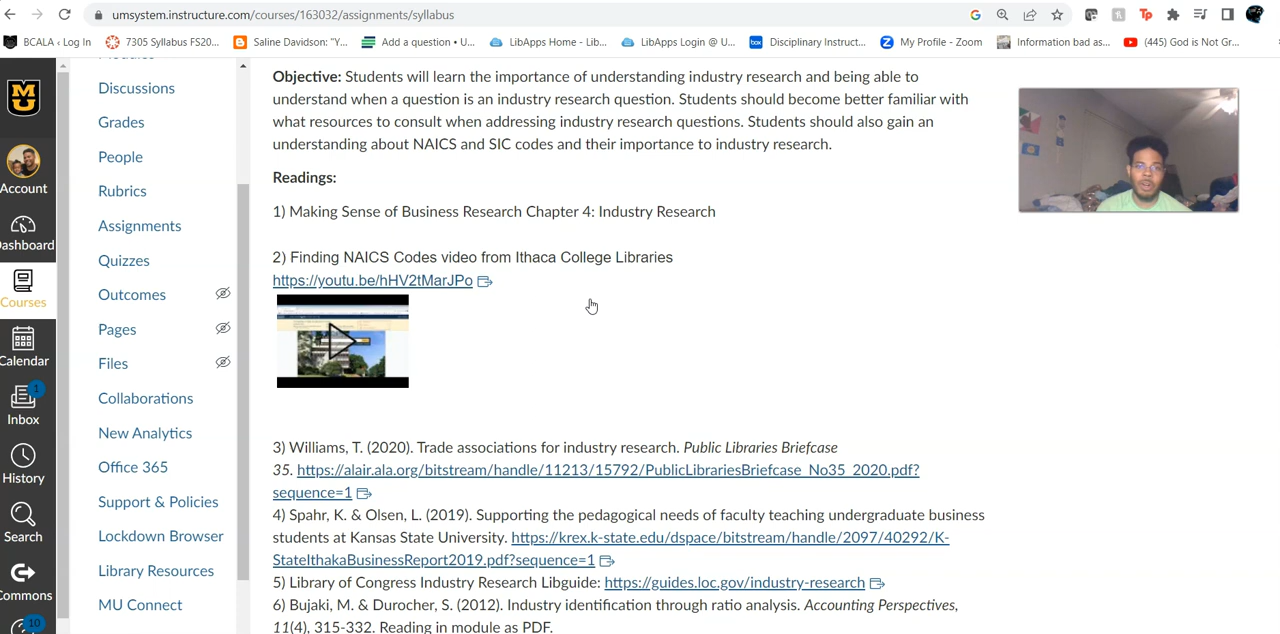 umsystem.instructure.com/courses/163032/assignments/syllabus
BCALA ‹ Log In
7305 Syllabus FS20...
Saline Davidson: "Y...
Add a question • U...
LibApps Home - Lib...
LibApps Login @ U...
box
Disciplinary Instruct...
My Profile - Zoom
Information bad as...
(445) God is Not Gr...
Tp
Account
Dashboard
Courses
Calendar
1
Inbox
History
Search
Commons
10
Modules
Discussions
Grades
People
Rubrics
Assignments
Quizzes
Outcomes
Pages
Files
Collaborations
New Analytics
Office 365
Support & Policies
Lockdown Browser
Library Resources
MU Connect
Objective: Students will learn the importance of understanding industry research and being able to
understand when a question is an industry research question. Students should become better familiar with
what resources to consult when addressing industry research questions. Students should also gain an
understanding about NAICS and SIC codes and their importance to industry research.
Readings:
1) Making Sense of Business Research Chapter 4: Industry Research
2) Finding NAICS Codes video from Ithaca College Libraries
https://youtu.be/hHV2tMarJPo
3) Williams, T. (2020). Trade associations for industry research. Public Libraries Briefcase
35. https://alair.ala.org/bitstream/handle/11213/15792/PublicLibrariesBriefcase_No35_2020.pdf?
sequence=1
4) Spahr, K. & Olsen, L. (2019). Supporting the pedagogical needs of faculty teaching undergraduate business
students at Kansas State University. https://krex.k-state.edu/dspace/bitstream/handle/2097/40292/K-
StateIthakaBusinessReport2019.pdf?sequence=1
5) Library of Congress Industry Research Libguide: https://guides.loc.gov/industry-research
6) Bujaki, M. & Durocher, S. (2012). Industry identification through ratio analysis. Accounting Perspectives,
11(4), 315-332. Reading in module as PDF.